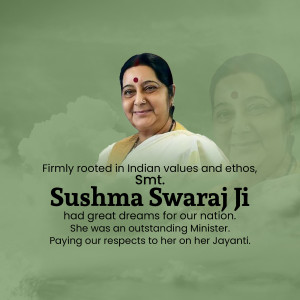 Firmly rooted in Indian values and ethos,
Smt.
Sushma Swaraj Ji
had great dreams for our nation.
She was an outstanding Minister.
Paying our respects to her on her Jayanti.